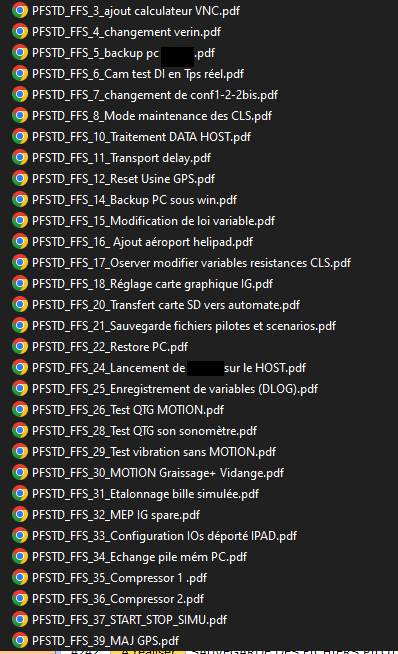 PFSTD_FFS_3_ajout calculateur VNC.pdf
PFSTD_FFS_4_changement verin.pdf
PFSTD_FFS_5_backup pc .pdf
PFSTD_FFS_6_Cam test DI en Tps réel.pdf
PFSTD_FFS_7_changement de conf1-2-2bis.pdf
PFSTD_FFS_8_Mode maintenance des CLS.pdf
PFSTD_FFS_10_Traitement DATA HOST.pdf
PFSTD_FFS_11_Transport delay.pdf
PFSTD_FFS_12_Reset Usine GPS.pdf
PFSTD_FFS_14_Backup PC sous win.pdf
PFSTD_FFS_15_Modification de loi variable.pdf
PFSTD_FFS_16_ Ajout aéroport helipad.pdf
PFSTD_FFS_17_Oserver modifier variables resistances CLS.pdf
PFSTD_FFS_18_Réglage carte graphique IG.pdf
PFSTD_FFS_20_Transfert carte SD vers automate.pdf
PFSTD_FFS_21_Sauvegarde fichiers pilotes et scenarios.pdf
PFSTD_FFS_22_Restore PC.pdf
PFSTD_FFS_24_Lancement de sur le HOST.pdf
PFSTD_FFS_25_Enregistrement de variables (DLOG).pdf
PFSTD_FFS_26_Test QTG MOTION.pdf
PFSTD_FFS_28_Test QTG son sonomètre.pdf
PFSTD_FFS_29_Test vibration sans MOTION.pdf
PFSTD_FFS_30_MOTION Graissage+ Vidange.pdf
PFSTD_FFS_31_Etalonnage bille simulée.pdf
PFSTD_FFS_32_MEP IG spare.pdf
PFSTD_FFS_33_Configuration IOs déporté IPAD.pdf
PFSTD_FFS_34_Echange pile mém PC.pdf
PFSTD_FFS_35_Compressor 1 .pdf
PFSTD_FFS_36_Compressor 2.pdf
PFSTD_FFS_37_START_STOP_SIMU.pdf
PFSTD_FFS_39_MAJ GPS.pdf